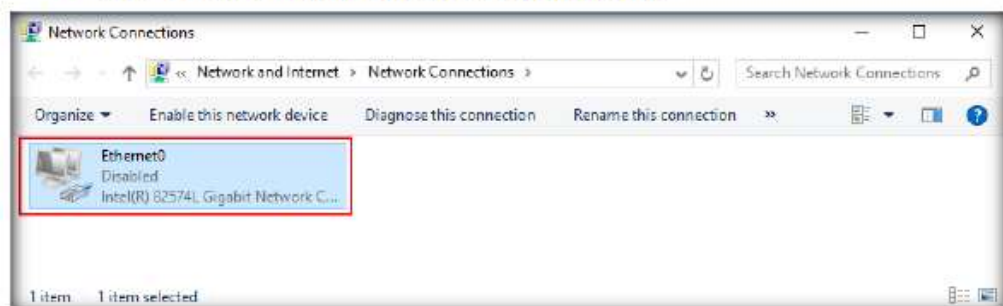 Network Connections
« Network and Internet > Network Connections >
Search Network Connections
Organize Enable this network device Diagnose this connection Rename this connection »
Ethernet0
Disabled
Intel(R) 82574L Gigabit Network C...
1 item 1 item selected